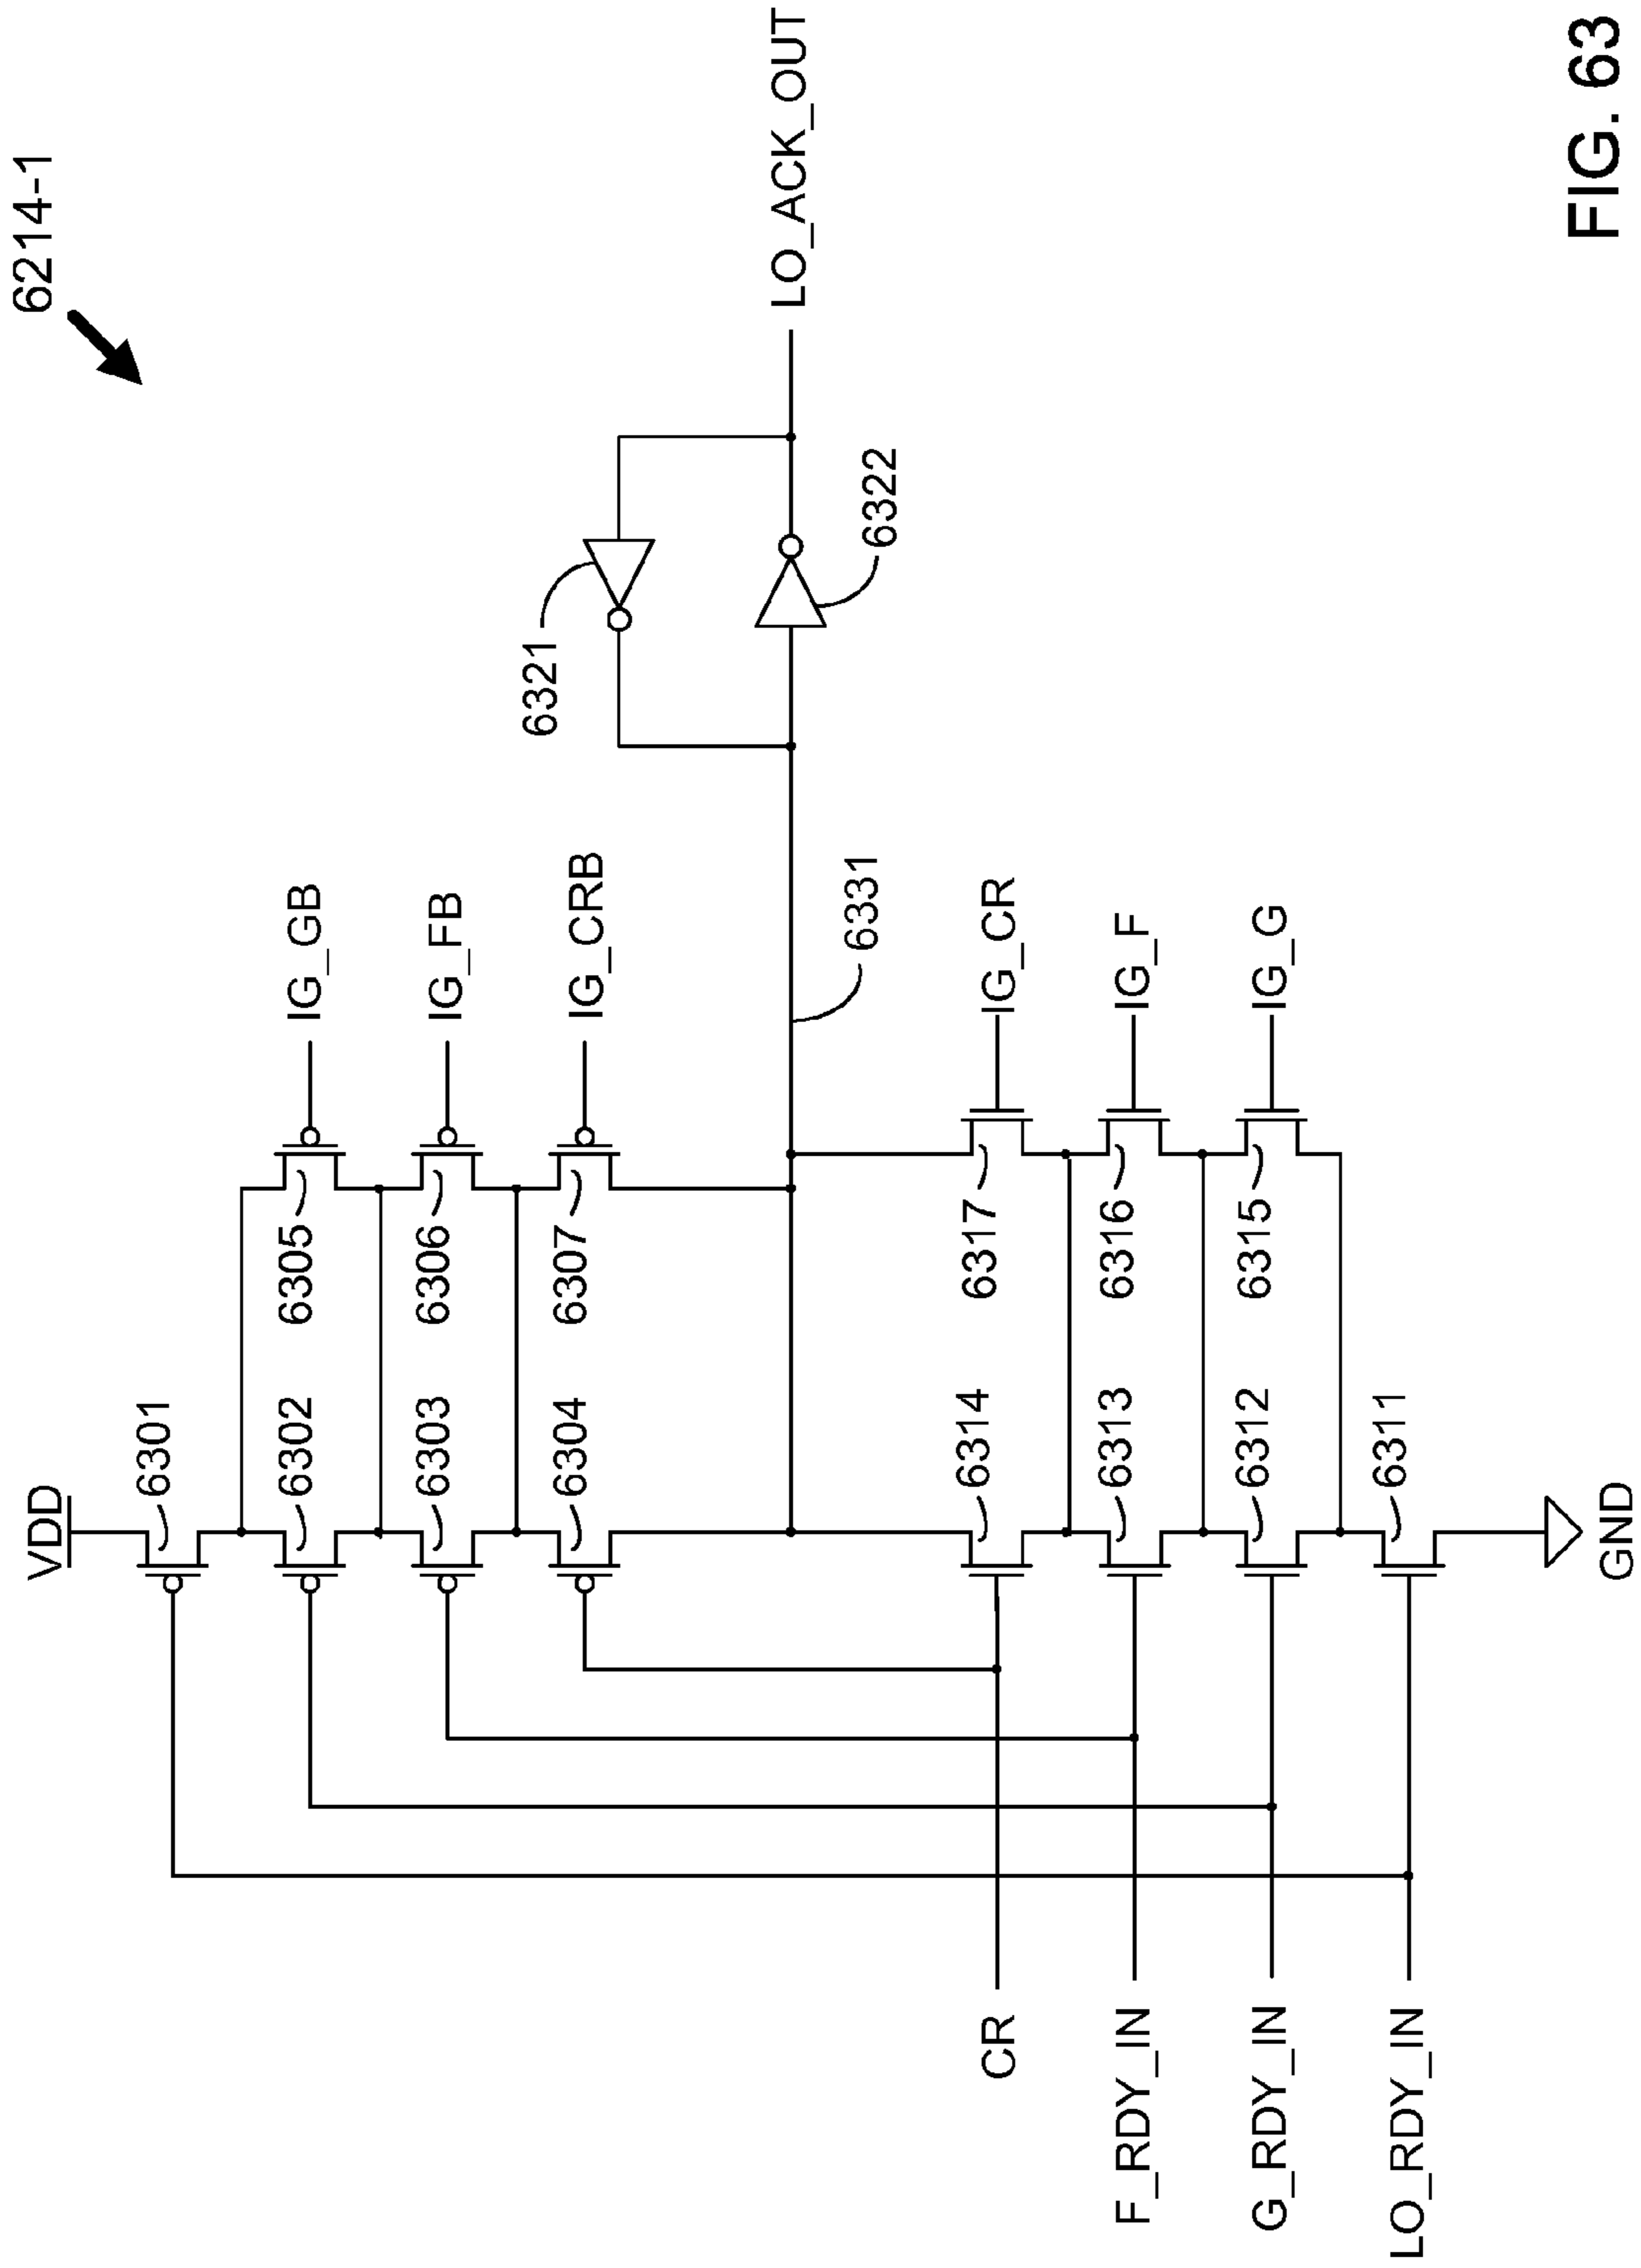 6214-1
VDD
6301
6302
6303
6304
6305
6306
6307
IG_GB
IG_FB
IG_CRB
6321
6322
LO_ACK_OUT
6331
6314
6313
6312
6311
6317
6316
6315
IG_CR
IG_F
IG_G
CR
F_RDY_IN
G_RDY_IN
LO_RDY_IN
GND
FIG. 63